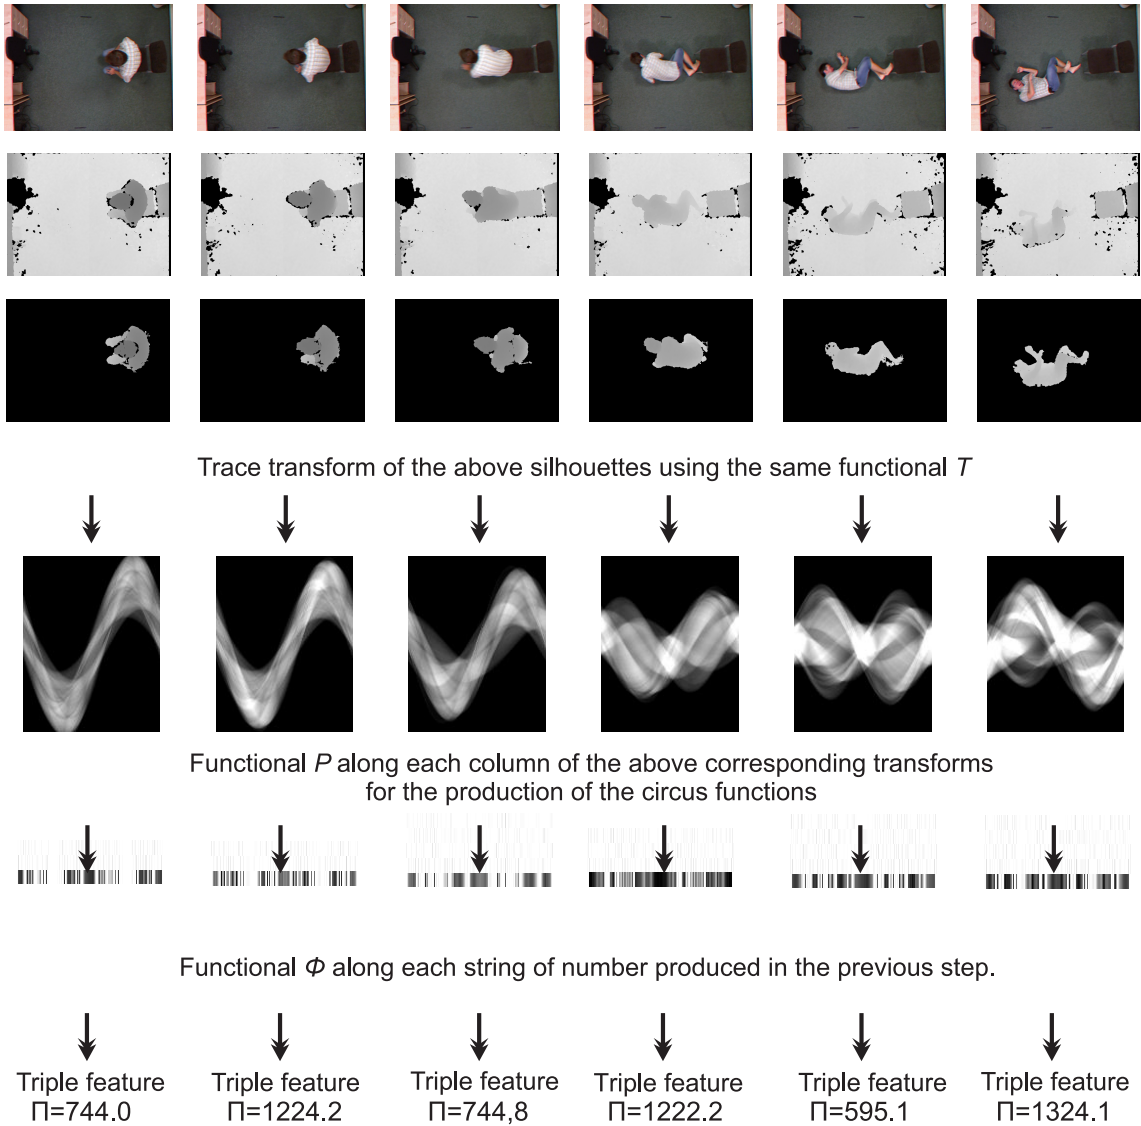 Trace transform of the above silhouettes using the same functional T
Functional P along each column of the above corresponding transforms
for the production of the circus functions
Functional Φ along each string of number produced in the previous step.
Triple feature Triple feature Triple feature Triple feature Triple feature Triple feature
Π=744.0 Π=1224.2 Π=744,8 Π=1222.2 Π=595.1 Π=1324.1